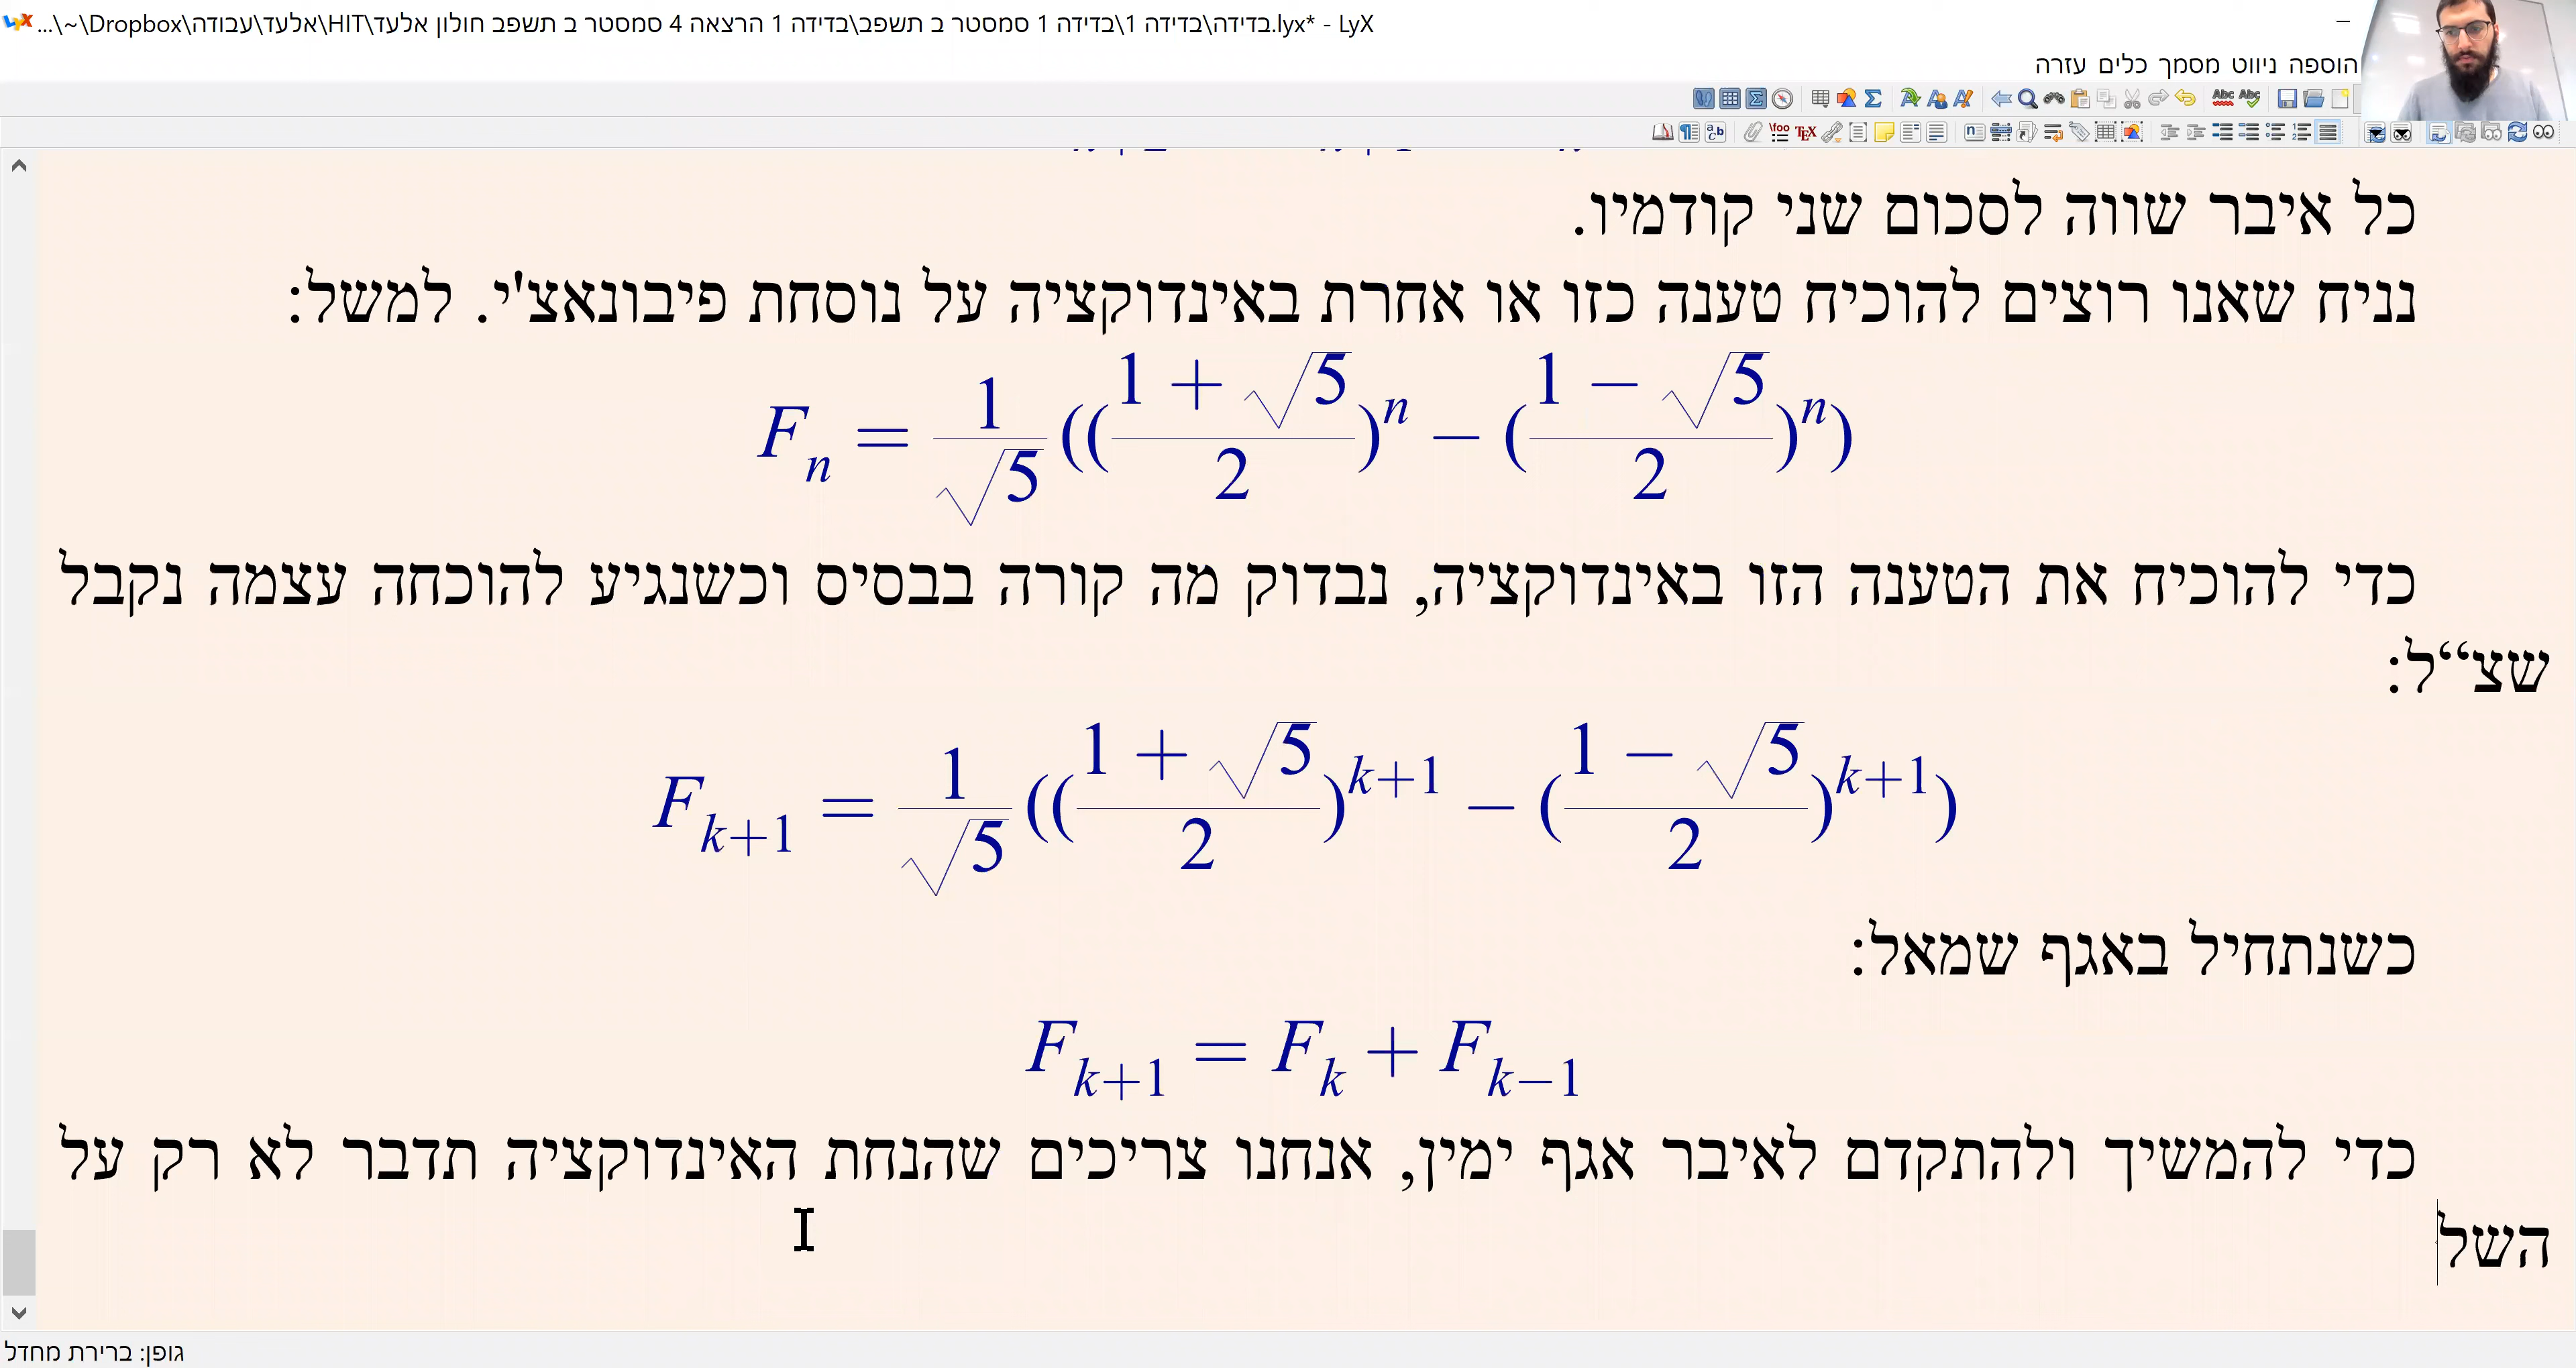 ...\~\Dropbox\עבודה\אלעד\HIT\חולון אלעד סמסטר ב תשפב\בדידה 1 הרצאה 4 סמסטר ב תשפב\בדידה 1 סמסטר ב תשפב\בדידה 1\בדידה.lyx* - LyX
הוספה ניווט מסמך כלים עזרה
כל איבר שווה לסכום שני קודמיו.
נניח שאנו רוצים להוכיח טענה כזו או אחרת באינדוקציה על נוסחת פיבונאצ'י. למשל:
F_n = \frac{1}{\sqrt{5}}((\frac{1+\sqrt{5}}{2})^n - (\frac{1-\sqrt{5}}{2})^n)
כדי להוכיח את הטענה הזו באינדוקציה, נבדוק מה קורה בבסיס וכשנגיע להוכחה עצמה נקבל
שצ“ל:
F_{k+1} = \frac{1}{\sqrt{5}}((\frac{1+\sqrt{5}}{2})^{k+1} - (\frac{1-\sqrt{5}}{2})^{k+1})
כשנתחיל באגף שמאל:
F_{k+1} = F_k + F_{k-1}
כדי להמשיך ולהתקדם לאיבר אגף ימין, אנחנו צריכים שהנחת האינדוקציה תדבר לא רק על
השל
גופן: ברירת מחדל